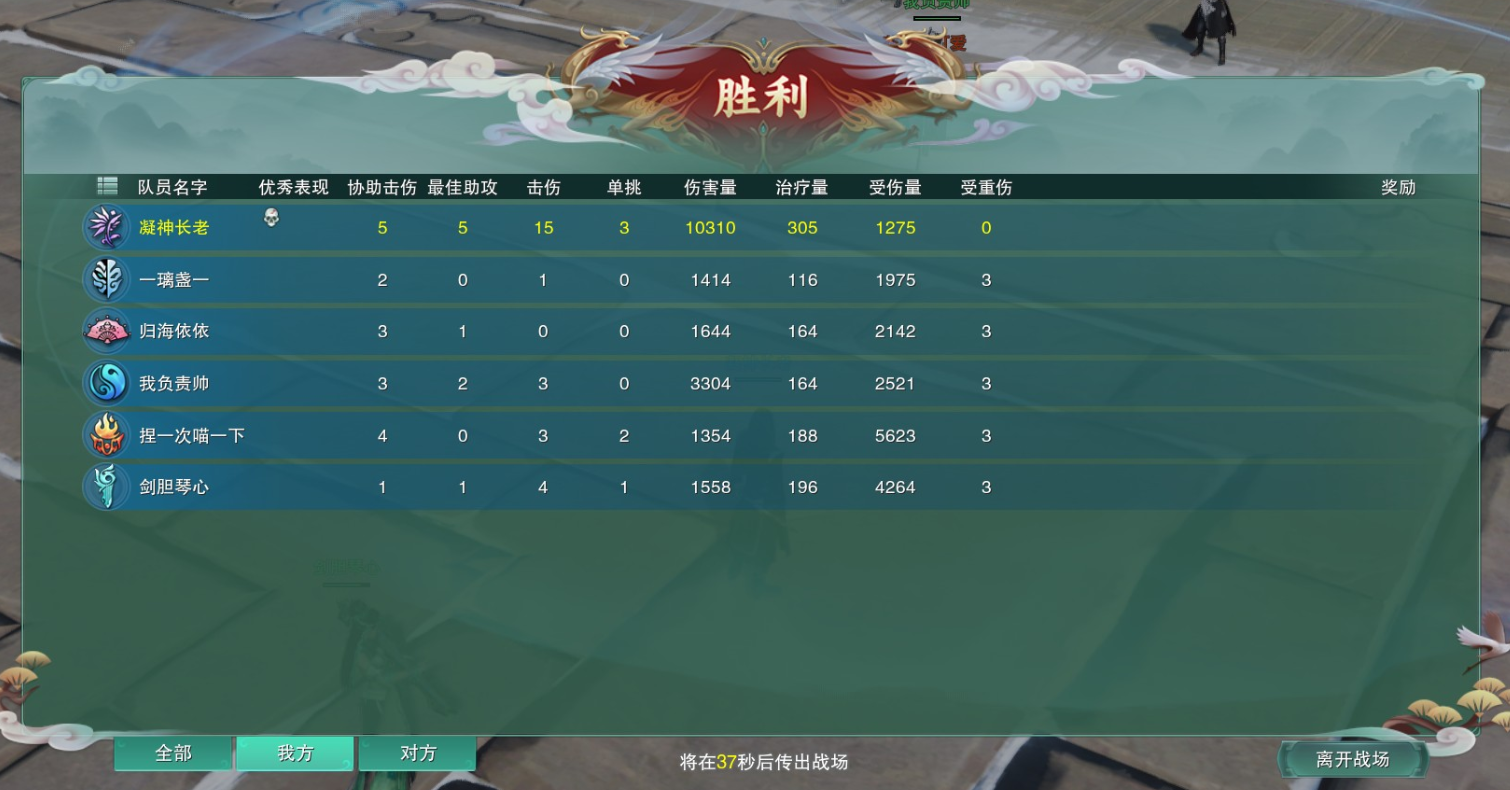 我负责帅
爱
胜利
队员名字 优秀表现 协助击伤 最佳助攻 击伤 单挑 伤害量 治疗量 受伤量 受重伤 奖励
凝神长老 5 5 15 3 10310 305 1275 0
一璃盏一 2 0 1 0 1414 116 1975 3
归海依依 3 1 0 0 1644 164 2142 3
我负责帅 3 2 3 0 3304 164 2521 3
捏一次喵一下 4 0 3 2 1354 188 5623 3
剑胆琴心 1 1 4 1 1558 196 4264 3
全部 我方 对方 将在37秒后传出战场 离开战场